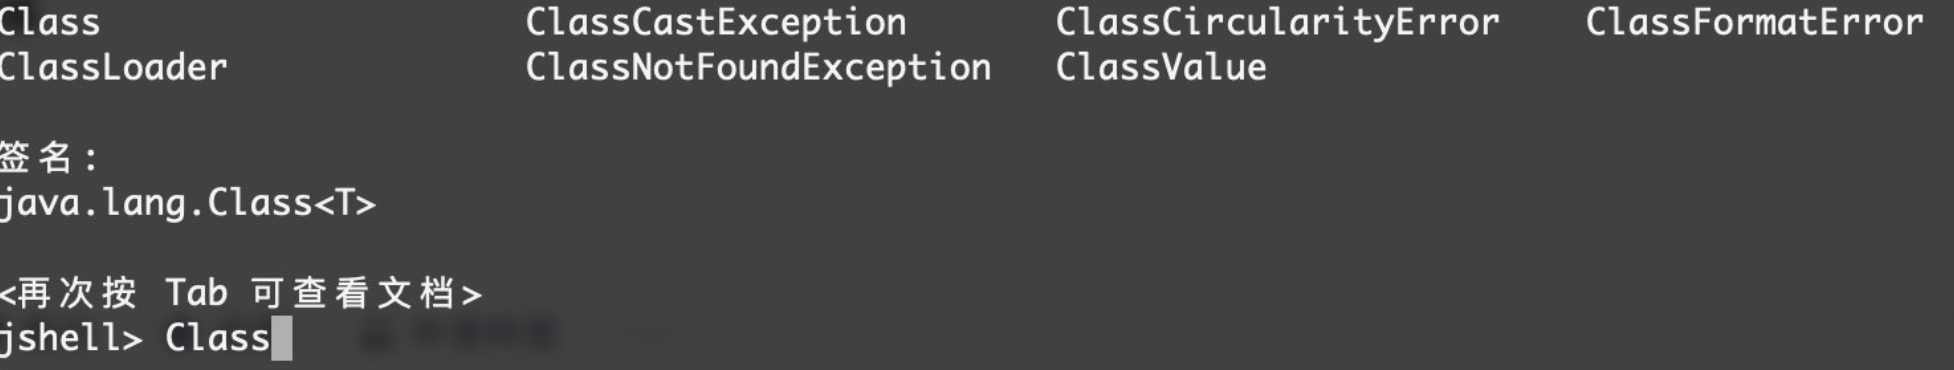 Class ClassCastException ClassCircularityError ClassFormatError
ClassLoader ClassNotFoundException ClassValue
签名:
java.lang.Class<T>
<再次按 Tab 可查看文档>
jshell> Class